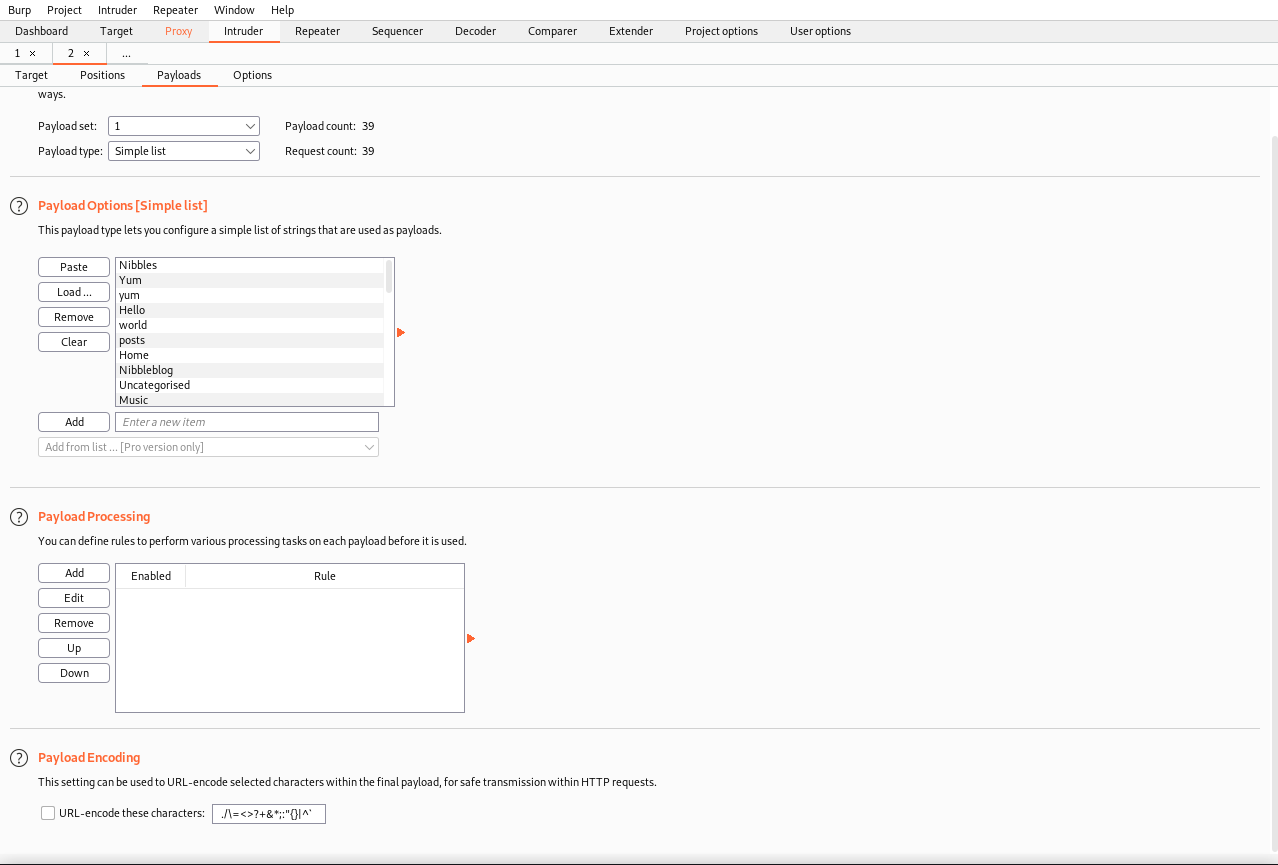 Burp Project Intruder Repeater Window Help
Dashboard Target Proxy Intruder Repeater Sequencer Decoder Comparer Extender Project options User options
1 × 2 × ...
Target Positions Payloads Options
ways.
Payload set: 1 Payload count: 39
Payload type: Simple list Request count: 39
? Payload Options [Simple list]
This payload type lets you configure a simple list of strings that are used as payloads.
Paste
Load ...
Remove
Clear
Nibbles
Yum
yum
Hello
world
posts
Home
Nibbleblog
Uncategorised
Music
Add Enter a new item
Add from list ... [Pro version only]
? Payload Processing
You can define rules to perform various processing tasks on each payload before it is used.
Add
Edit
Remove
Up
Down
Enabled Rule
? Payload Encoding
This setting can be used to URL-encode selected characters within the final payload, for safe transmission within HTTP requests.
URL-encode these characters: ./\=<>?+&*;:"{}|^`